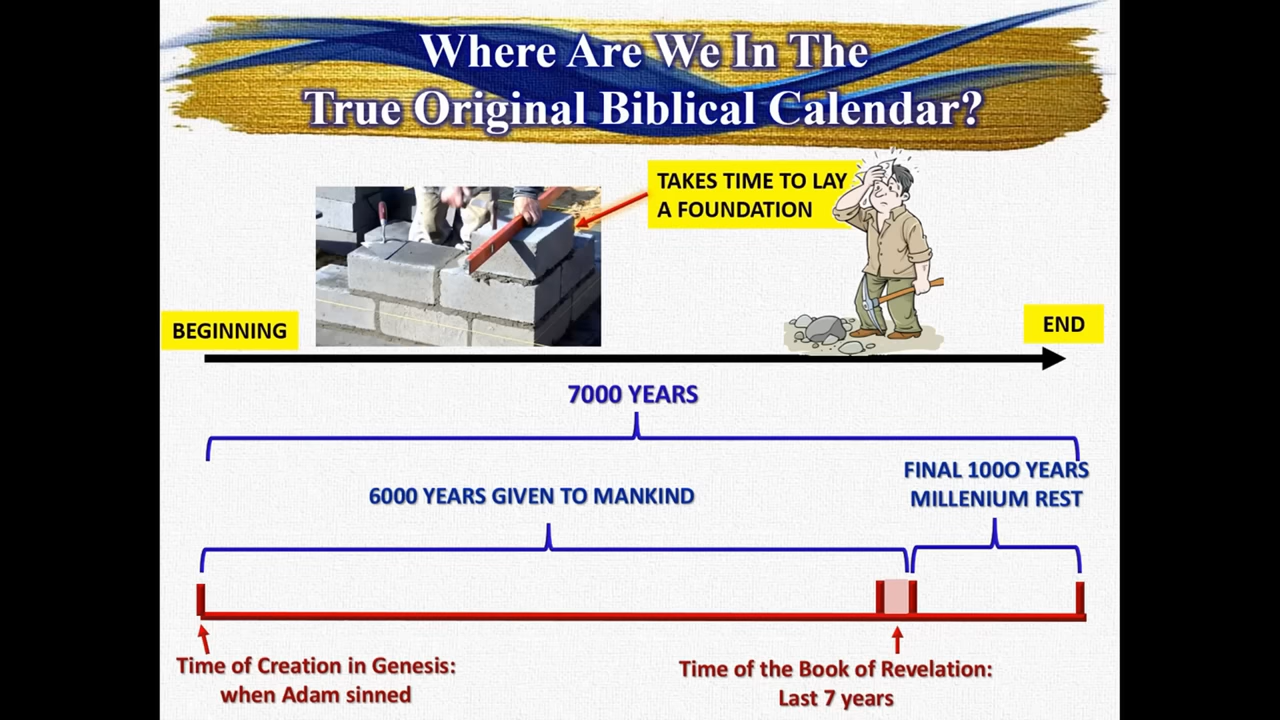 Where Are We In The
True Original Biblical Calendar?
TAKES TIME TO LAY
A FOUNDATION
BEGINNING
END
7000 YEARS
6000 YEARS GIVEN TO MANKIND
FINAL 100O YEARS
MILLENIUM REST
Time of Creation in Genesis:
when Adam sinned
Time of the Book of Revelation:
Last 7 years